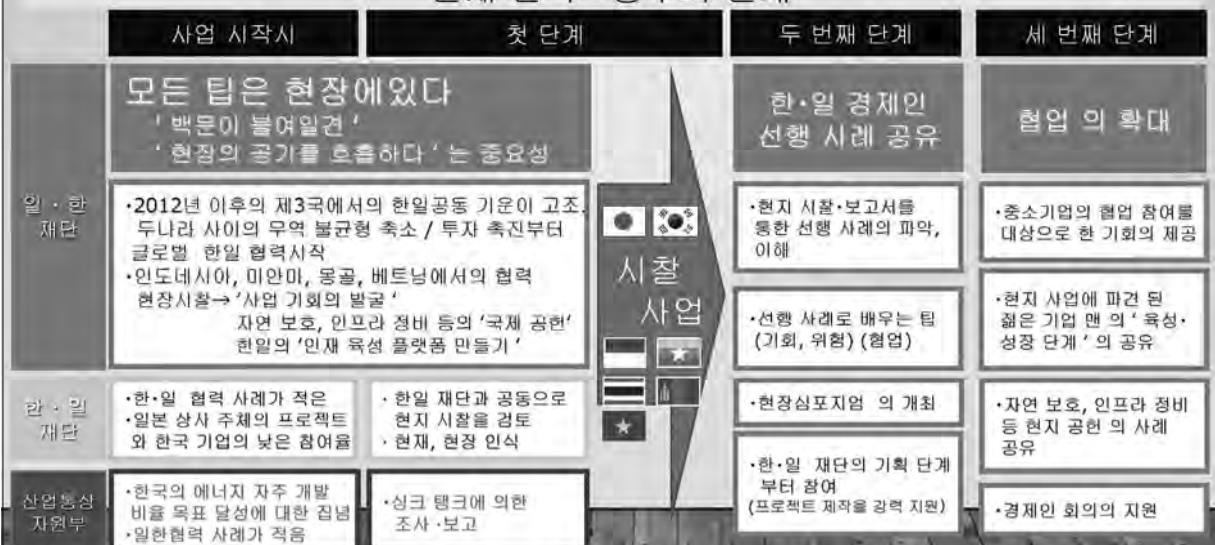 사업 시작시
첫 단계
두 번째 단계
세 번째 단계
모든 팁은 현장에있다
' 백문이 불여일견 '
' 현장의 공기를 호흡하다 ' 는 중요성
한·일 경제인
선행 사례 공유
협업 의 확대
일·한
재단
·2012년 이후의 제3국에서의 한일공동 기운이 고조.
두나라 사이의 무역 불균형 축소 / 투자 촉진부터
글로벌 한일 협력시작
·인도네시아, 미안미, 몽골, 베트남에서의 협력
현장시찰→ '사업 기회의 발굴 '
자연 보호, 인프라 정비 등의 '국제 공헌'
한일의 '인재 육성 플랫폼 만들기 '
시찰
사업
·현지 시찰·보고서를
통한 선행 사례의 파악,
이해
·선행 사례로 배우는 팁
(기회, 위험) (협업)
·현장심포지엄 의 개최
·한·일 재단의 기획 단계
부터 참여
(프로젝트 제작을 강력 지원)
·중소기업의 협업 참여를
대상으로 한 기회의 제공
·현지 사업에 파견 된
젊은 기업 맨 의 ' 육성·
성장 단계 ' 의 공유
·자연 보호, 인프라 정비
등 현지 공헌 의 사례
공유
·경제인 회의의 지원
한·일
재단
·한·일 협력 사례가 적은
·일본 상사 주체의 프로젝트
와 한국 기업의 낮은 참여율
· 한일 재단과 공동으로
현지 시찰을 검토
· 현재, 현장 인식
산업통상
자원부
·한국의 에너지 자주 개발
비율 목표 달성에 대한 집념
·일한협력 사례가 적음
·싱크 탱크에 의한
조사 ·보고